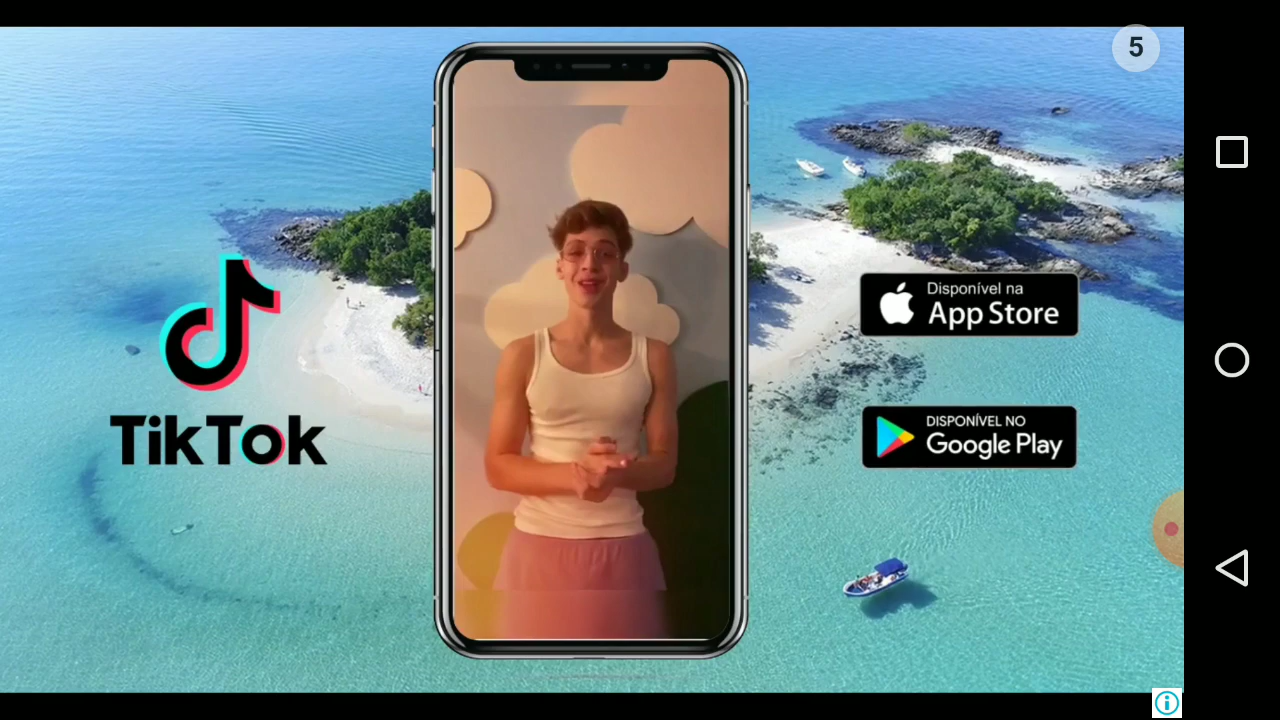 5
TikTok
Disponível na
App Store
DISPONÍVEL NO
Google Play